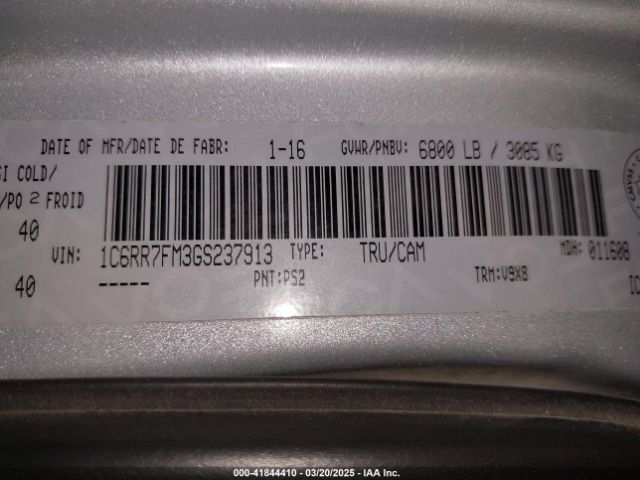 DATE OF MFR/DATE DE FABR: 1-16 GVWR/PNBV: 6800 LB / 3085 KG
SI COLD/
/PO 2 FROID
40
VIN: 1C6RR7FM3GS237913 TYPE: TRU/CAM MDH: 011608
40 ----- PNT:PS2 TRM:V9X8
IC
000-41844410 - 03/20/2025 - IAA Inc.